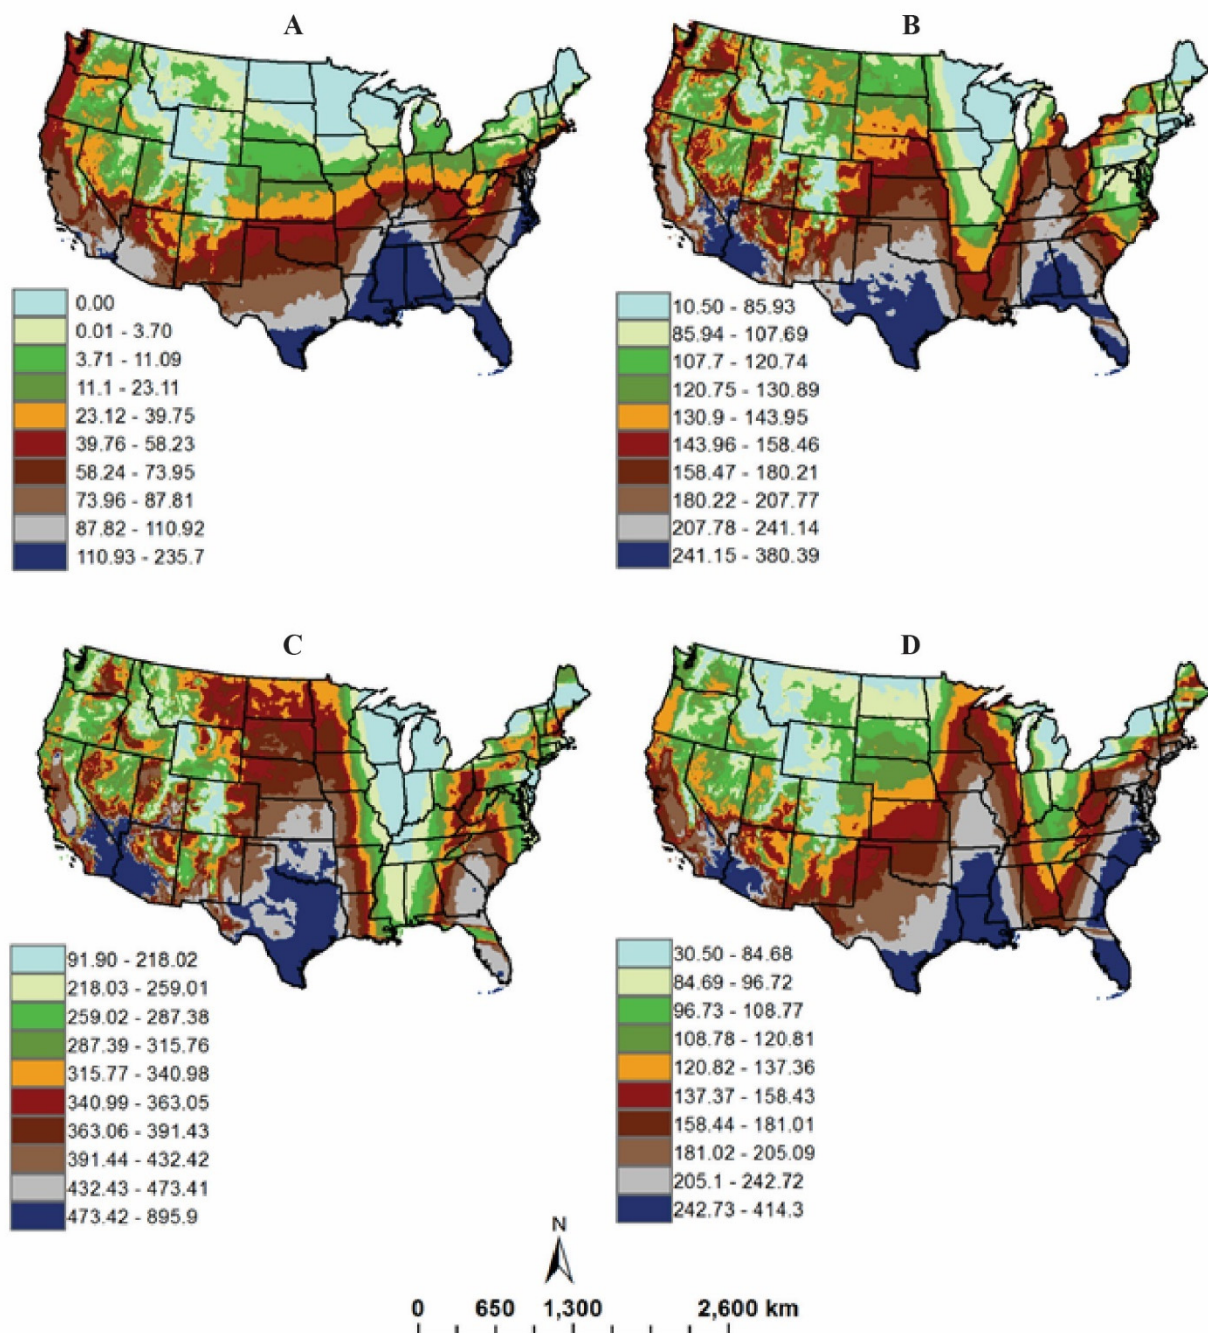 A
B
0.00
0.01 - 3.70
3.71 - 11.09
11.1 - 23.11
23.12 - 39.75
39.76 - 58.23
58.24 - 73.95
73.96 - 87.81
87.82 - 110.92
110.93 - 235.7
10.50 - 85.93
85.94 - 107.69
107.7 - 120.74
120.75 - 130.89
130.9 - 143.95
143.96 - 158.46
158.47 - 180.21
180.22 - 207.77
207.78 - 241.14
241.15 - 380.39
C
D
91.90 - 218.02
218.03 - 259.01
259.02 - 287.38
287.39 - 315.76
315.77 - 340.98
340.99 - 363.05
363.06 - 391.43
391.44 - 432.42
432.43 - 473.41
473.42 - 895.9
30.50 - 84.68
84.69 - 96.72
96.73 - 108.77
108.78 - 120.81
120.82 - 137.36
137.37 - 158.43
158.44 - 181.01
181.02 - 205.09
205.1 - 242.72
242.73 - 414.3
N
0 650 1,300 2,600 km